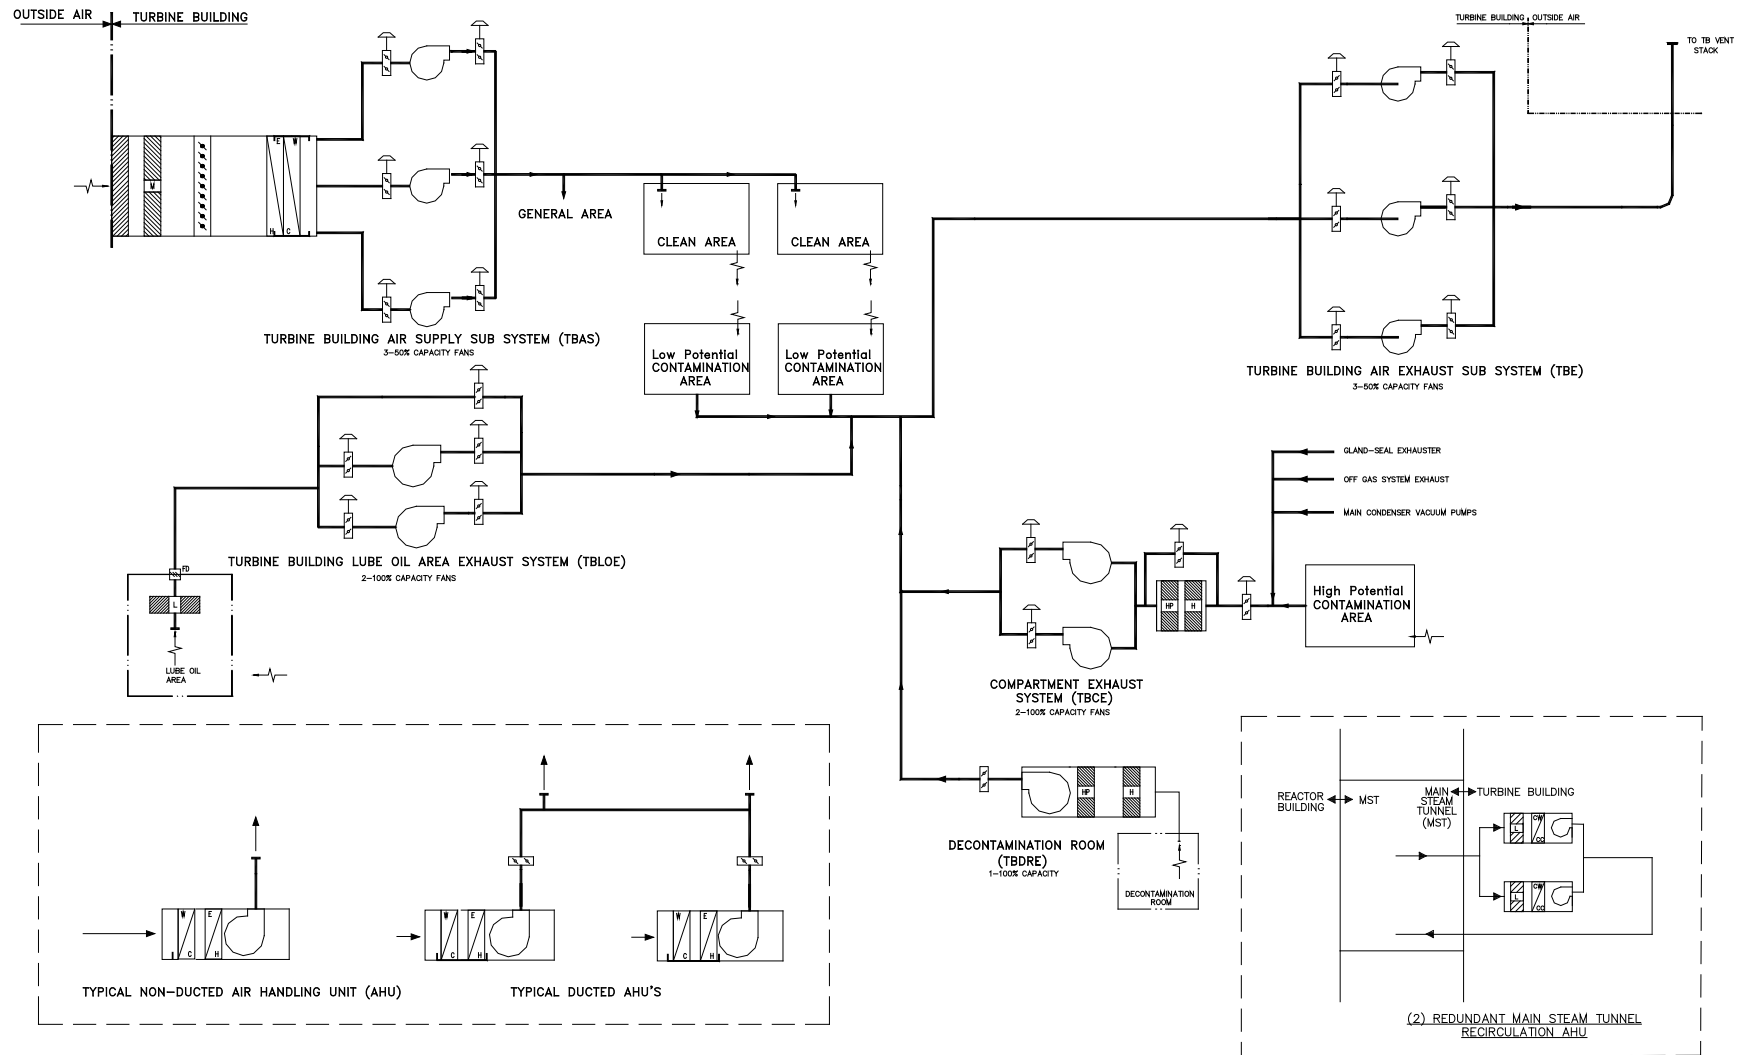 OUTSIDE AIR
TURBINE BUILDING
TURBINE BUILDING
OUTSIDE AIR
TO TB VENT
STACK
E
W
M
H
C
GENERAL AREA
CLEAN AREA
CLEAN AREA
TURBINE BUILDING AIR SUPPLY SUB SYSTEM (TBAS)
3-50% CAPACITY FANS
Low Potential
CONTAMINATION
AREA
Low Potential
CONTAMINATION
AREA
TURBINE BUILDING AIR EXHAUST SUB SYSTEM (TBE)
3-50% CAPACITY FANS
GLAND-SEAL EXHAUSTER
OFF GAS SYSTEM EXHAUST
MAIN CONDENSER VACUUM PUMPS
TURBINE BUILDING LUBE OIL AREA EXHAUST SYSTEM (TBLOE)
2-100% CAPACITY FANS
FD
L
LUBE OIL
AREA
HP
H
High Potential
CONTAMINATION
AREA
COMPARTMENT EXHAUST
SYSTEM (TBCE)
2-100% CAPACITY FANS
HP
H
DECONTAMINATION ROOM
(TBDRE)
1-100% CAPACITY
DECONTAMINATION
ROOM
REACTOR
BUILDING
MST
MAIN
STEAM
TUNNEL
(MST)
TURBINE BUILDING
L
CW
CC
L
CW
CC
(2) REDUNDANT MAIN STEAM TUNNEL
RECIRCULATION AHU
W
E
C
H
W
E
C
H
W
E
C
H
TYPICAL NON-DUCTED AIR HANDLING UNIT (AHU)
TYPICAL DUCTED AHU'S